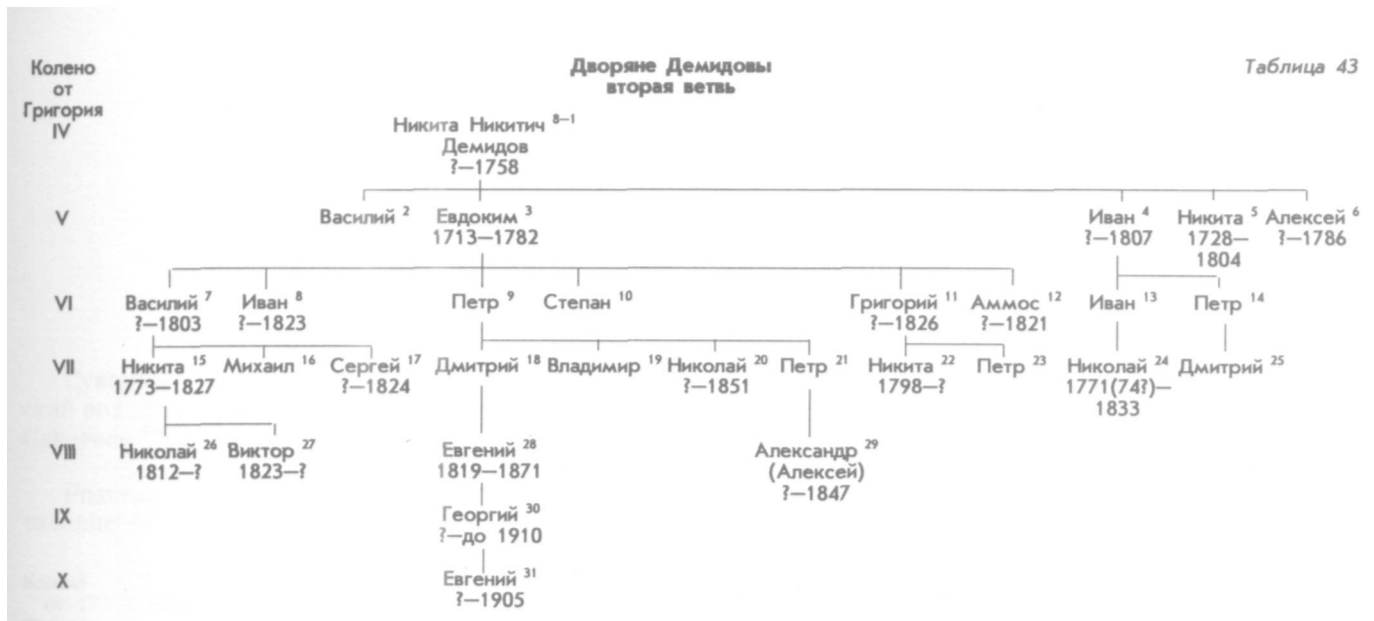 Колено
от
Григория
Дворяне Демидовы
вторая ветвь
Таблица 43
IV
Никита Никитич 8—1
Демидов
?—1758
V
Василий 2
Евдоким 3
1713—1782
Иван 4
?—1807
Никита 5
1728—
1804
Алексей 6
?—1786
VI
Василий 7
?—1803
Иван 8
?—1823
Петр 9
Степан 10
Григорий 11
?—1826
Аммос 12
?—1821
Иван 13
Петр 14
VII
Никита 15
1773—1827
Михаил 16
Сергей 17
?—1824
Дмитрий 18
Владимир 19
Николай 20
?—1851
Петр 21
Никита 22
1798—?
Петр 23
Николай 24
1771(74?)—
1833
Дмитрий 25
VIII
Николай 26
1812—?
Виктор 27
1823—?
Евгений 28
1819—1871
Александр 29
(Алексей)
?—1847
IX
Георгий 30
?—до 1910
X
Евгений 31
?—1905